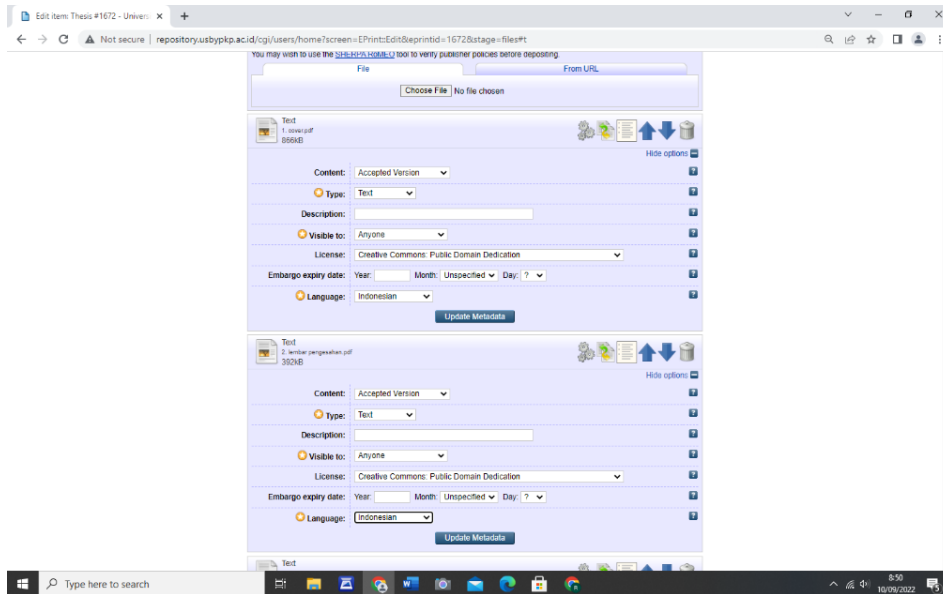 Edit item: Thesis #1672 - Univers
Not secure | repository.usbypkp.ac.id/cgi/users/home?screen=EPrint::Edit&eprintid=1672&stage=files#t
You may wish to use the SHERPA RoMEO tool to verify publisher policies before depositing.
File From URL
Choose File No file chosen
Text
1. cover.pdf
866kB
Hide options
Content: Accepted Version
Type: Text
Description:
Visible to: Anyone
License: Creative Commons: Public Domain Dedication
Embargo expiry date: Year: Month: Unspecified Day: ?
Language: Indonesian
Update Metadata
Text
2. lembar pengesahan.pdf
392kB
Hide options
Content: Accepted Version
Type: Text
Description:
Visible to: Anyone
License: Creative Commons: Public Domain Dedication
Embargo expiry date: Year: Month: Unspecified Day: ?
Language: Indonesian
Update Metadata
Text
Type here to search
8:50
10/09/2022